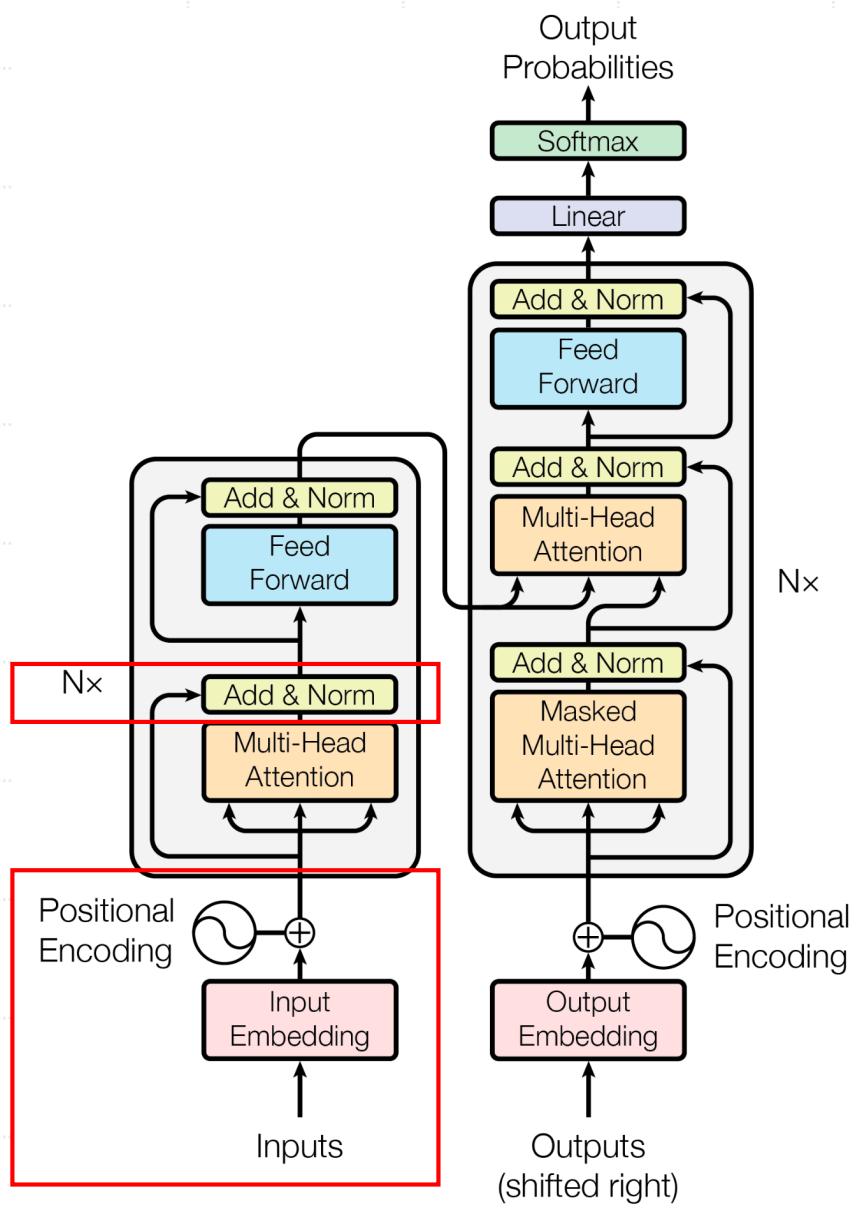 Output
Probabilities
Softmax
Linear
Add & Norm
Feed
Forward
Add & Norm
Multi-Head
Attention
Nx
Add & Norm
Masked
Multi-Head
Attention
Add & Norm
Feed
Forward
Nx
Add & Norm
Multi-Head
Attention
Positional
Encoding
Input
Embedding
Inputs
Positional
Encoding
Output
Embedding
Outputs
(shifted right)